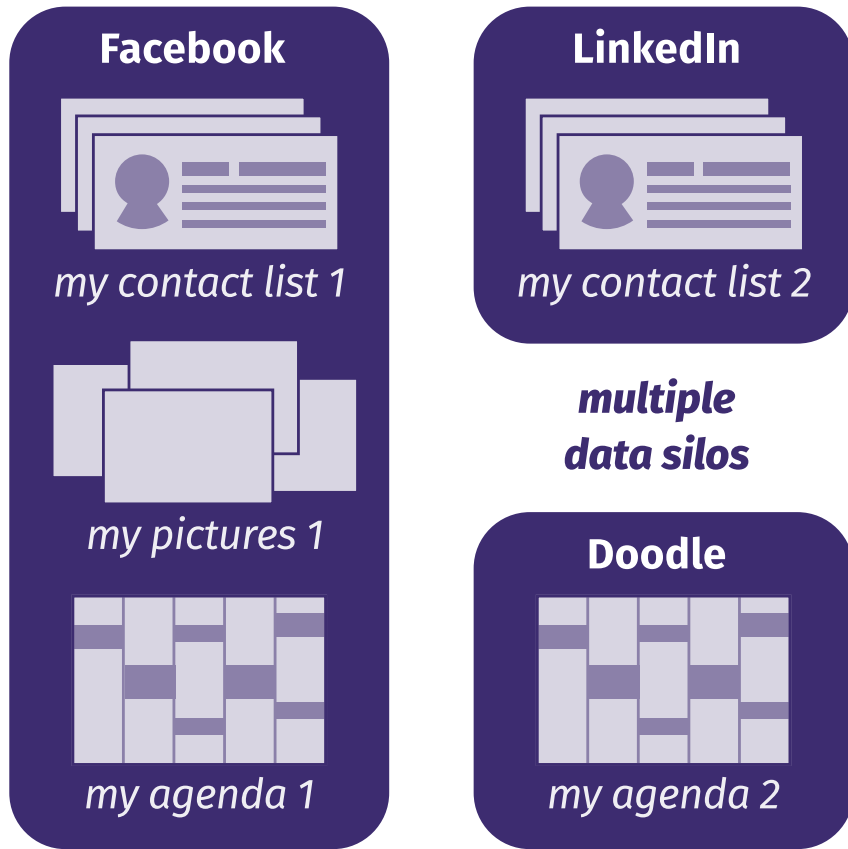 Facebook
my contact list 1
my pictures 1
my agenda 1
LinkedIn
my contact list 2
multiple
data silos
Doodle
my agenda 2